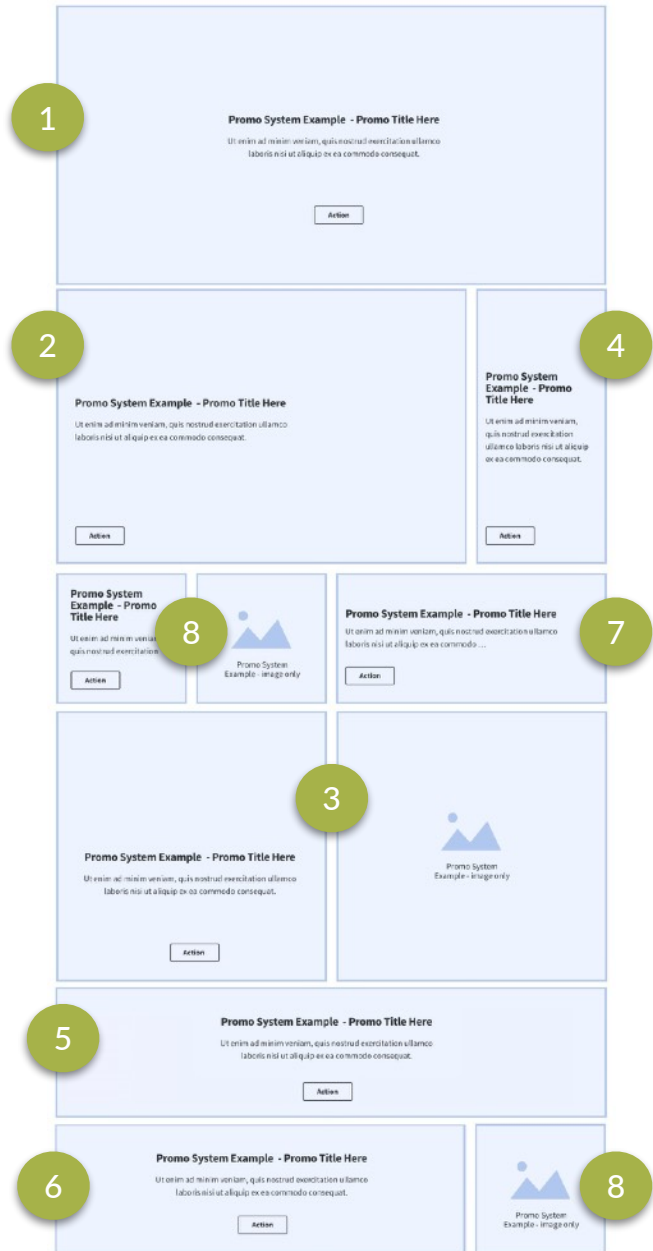 1
Promo System Example - Promo Title Here
Ut enim ad minim veniam, quis nostrud exercitation ullamco
laboris nisi ut aliquip ex ea commodo consequat.
Action
2
Promo System Example - Promo Title Here
Ut enim ad minim veniam, quis nostrud exercitation ullamco
laboris nisi ut aliquip ex ea commodo consequat.
Action
4
Promo System
Example - Promo
Title Here
Ut enim ad minim veniam,
quis nostrud exercitation
ullamco laboris nisi ut aliquip
ex ea commodo consequat.
Action
Promo System
Example - Promo
Title Here
Ut enim ad minim
quis nostrud exercitation
Action
8
Promo System
Example - image only
Promo System Example - Promo Title Here
Ut enim ad minim veniam, quis nostrud exercitation ullamco
laboris nisi ut aliquip ex ea commodo ...
Action
7
3
Promo System Example - Promo Title Here
Ut enim ad minim veniam, quis nostrud exercitation ullamco
laboris nisi ut aliquip ex ea commodo consequat.
Action
Promo System
Example - image only
5
Promo System Example - Promo Title Here
Ut enim ad minim veniam, quis nostrud exercitation ullamco
laboris nisi ut aliquip ex ea commodo consequat.
Action
6
Promo System Example - Promo Title Here
Ut enim ad minim veniam, quis nostrud exercitation ullamco
laboris nisi ut aliquip ex ea commodo consequat.
Action
8
Promo System
Example - image only